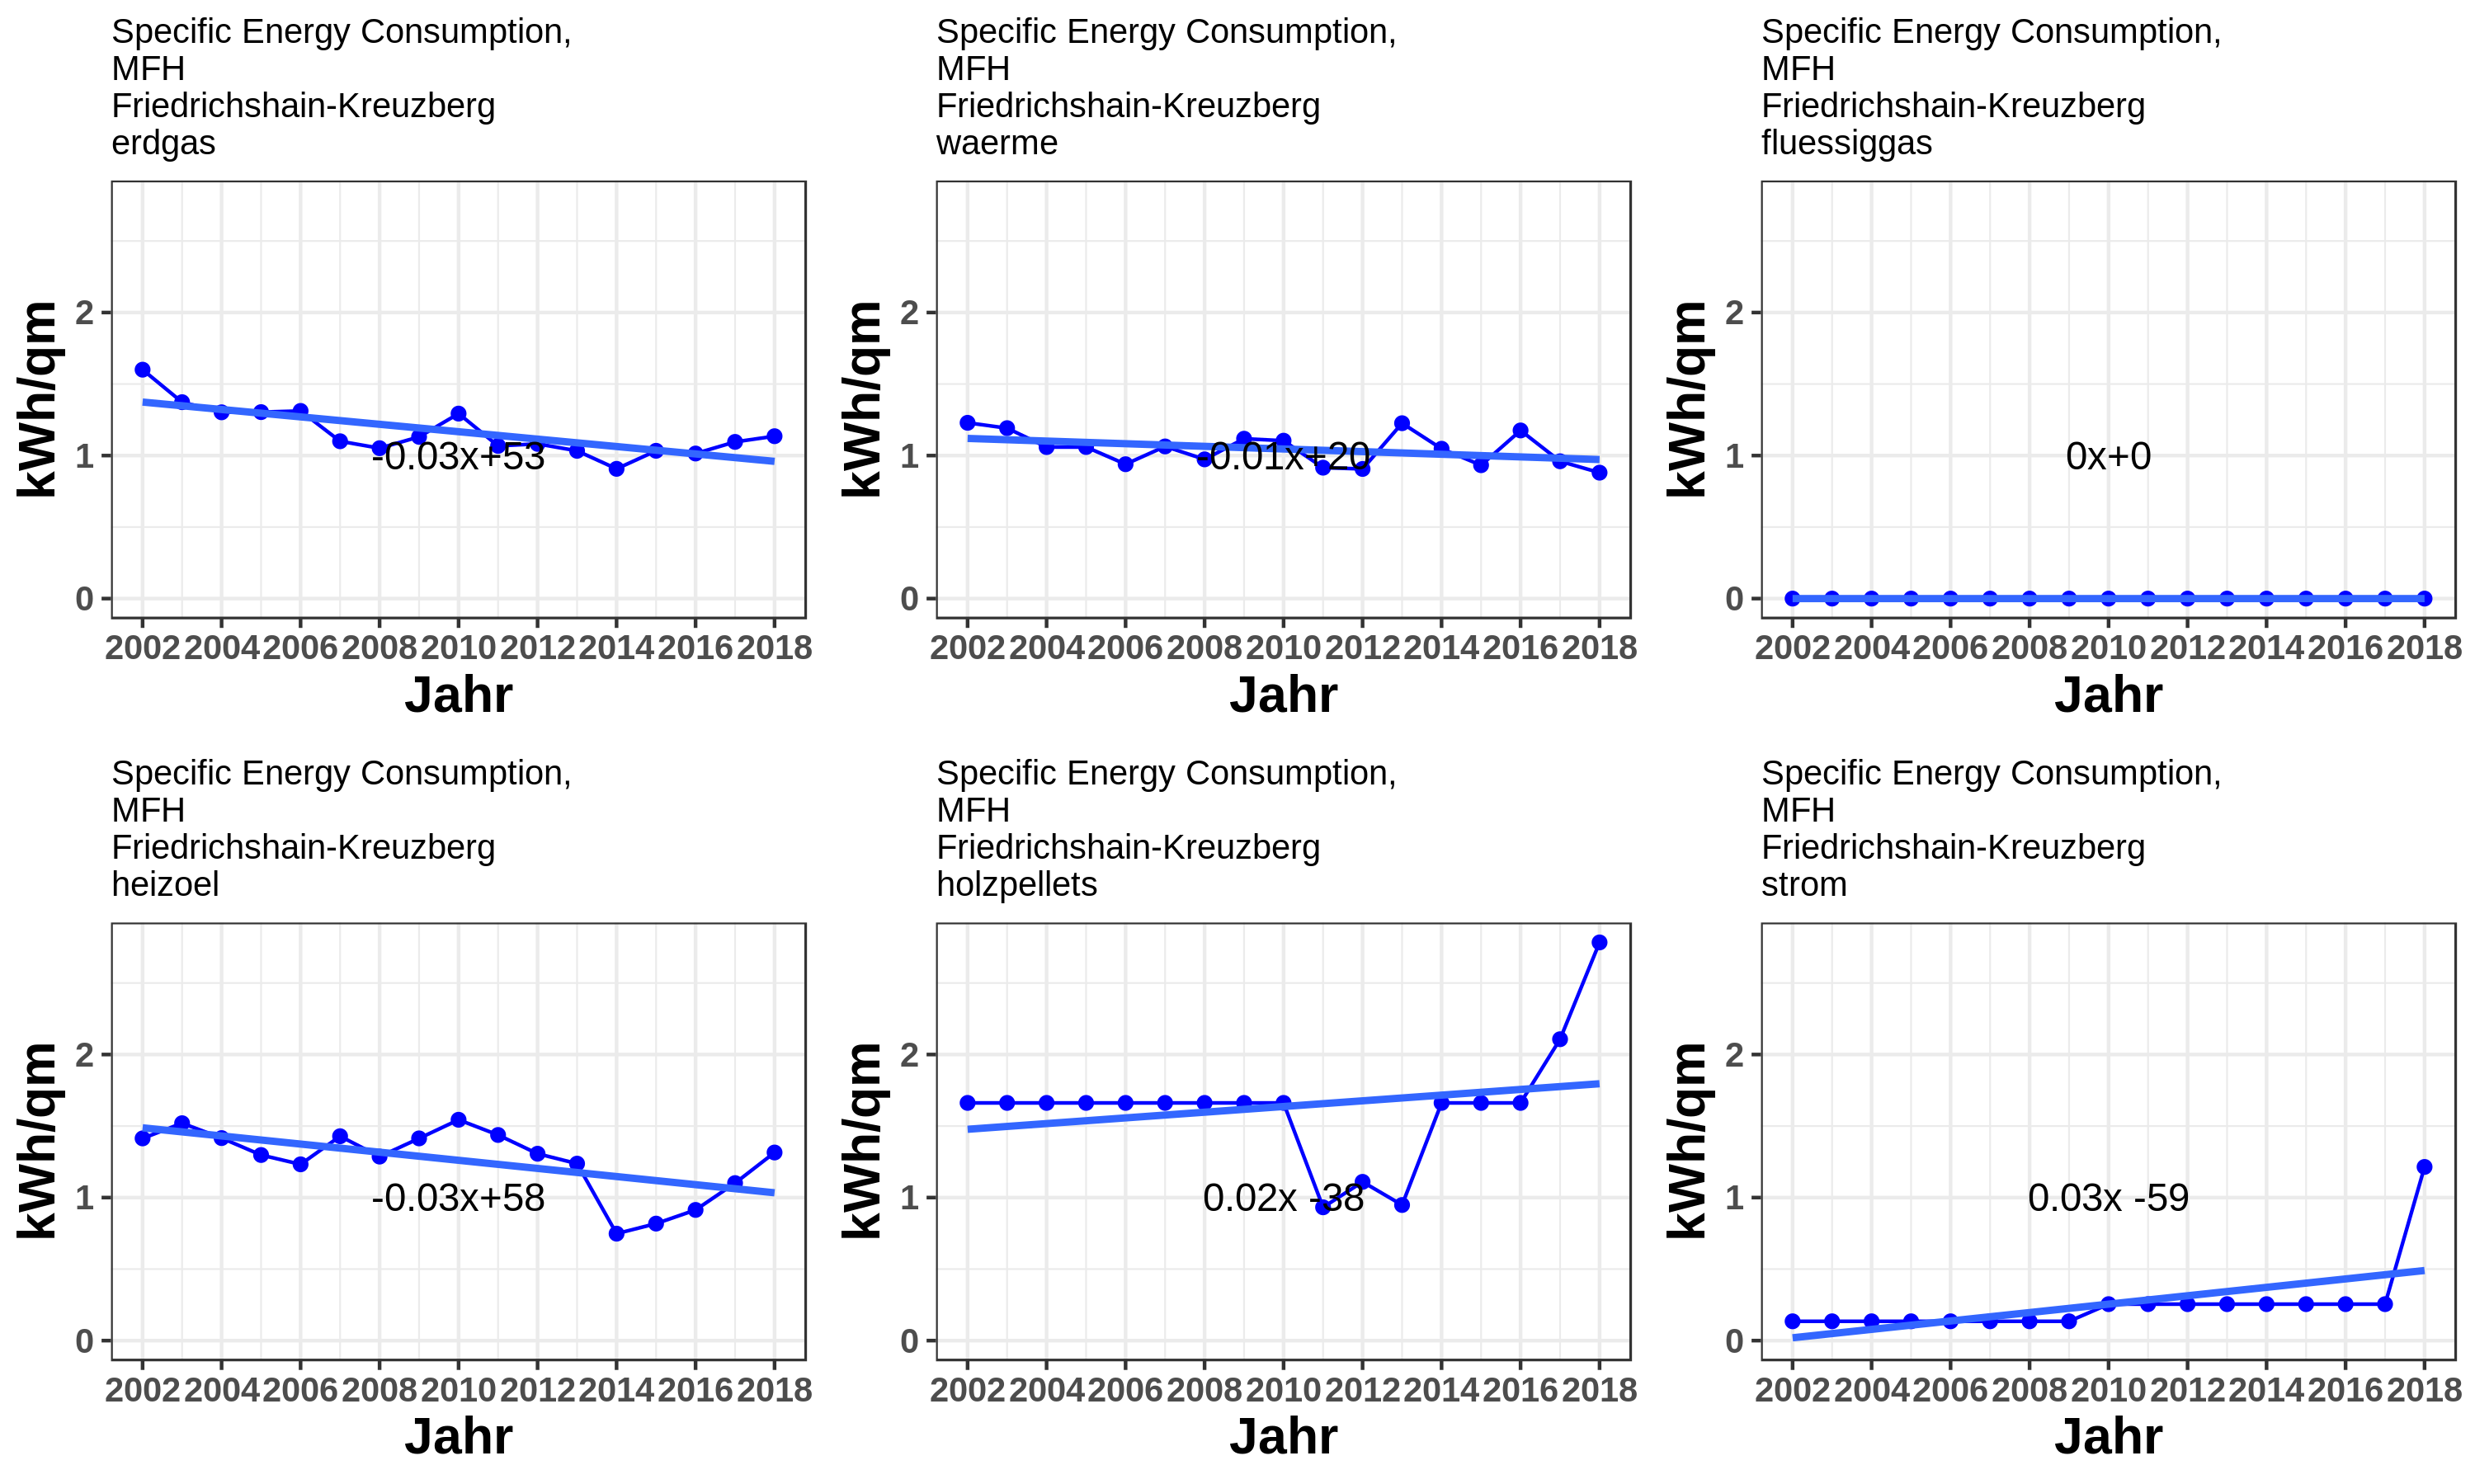 Specific Energy Consumption,
MFH
Friedrichshain-Kreuzberg
erdgas
kWh/qm
2
1
0
-0.03x+53
2002 2004 2006 2008 2010 2012 2014 2016 2018
Jahr
Specific Energy Consumption,
MFH
Friedrichshain-Kreuzberg
waerme
kWh/qm
2
1
0
-0.01x+20
2002 2004 2006 2008 2010 2012 2014 2016 2018
Jahr
Specific Energy Consumption,
MFH
Friedrichshain-Kreuzberg
fluessiggas
kWh/qm
2
1
0
0x+0
2002 2004 2006 2008 2010 2012 2014 2016 2018
Jahr
Specific Energy Consumption,
MFH
Friedrichshain-Kreuzberg
heizoel
kWh/qm
2
1
0
-0.03x+58
2002 2004 2006 2008 2010 2012 2014 2016 2018
Jahr
Specific Energy Consumption,
MFH
Friedrichshain-Kreuzberg
holzpellets
kWh/qm
2
1
0
0.02x -38
2002 2004 2006 2008 2010 2012 2014 2016 2018
Jahr
Specific Energy Consumption,
MFH
Friedrichshain-Kreuzberg
strom
kWh/qm
2
1
0
0.03x -59
2002 2004 2006 2008 2010 2012 2014 2016 2018
Jahr